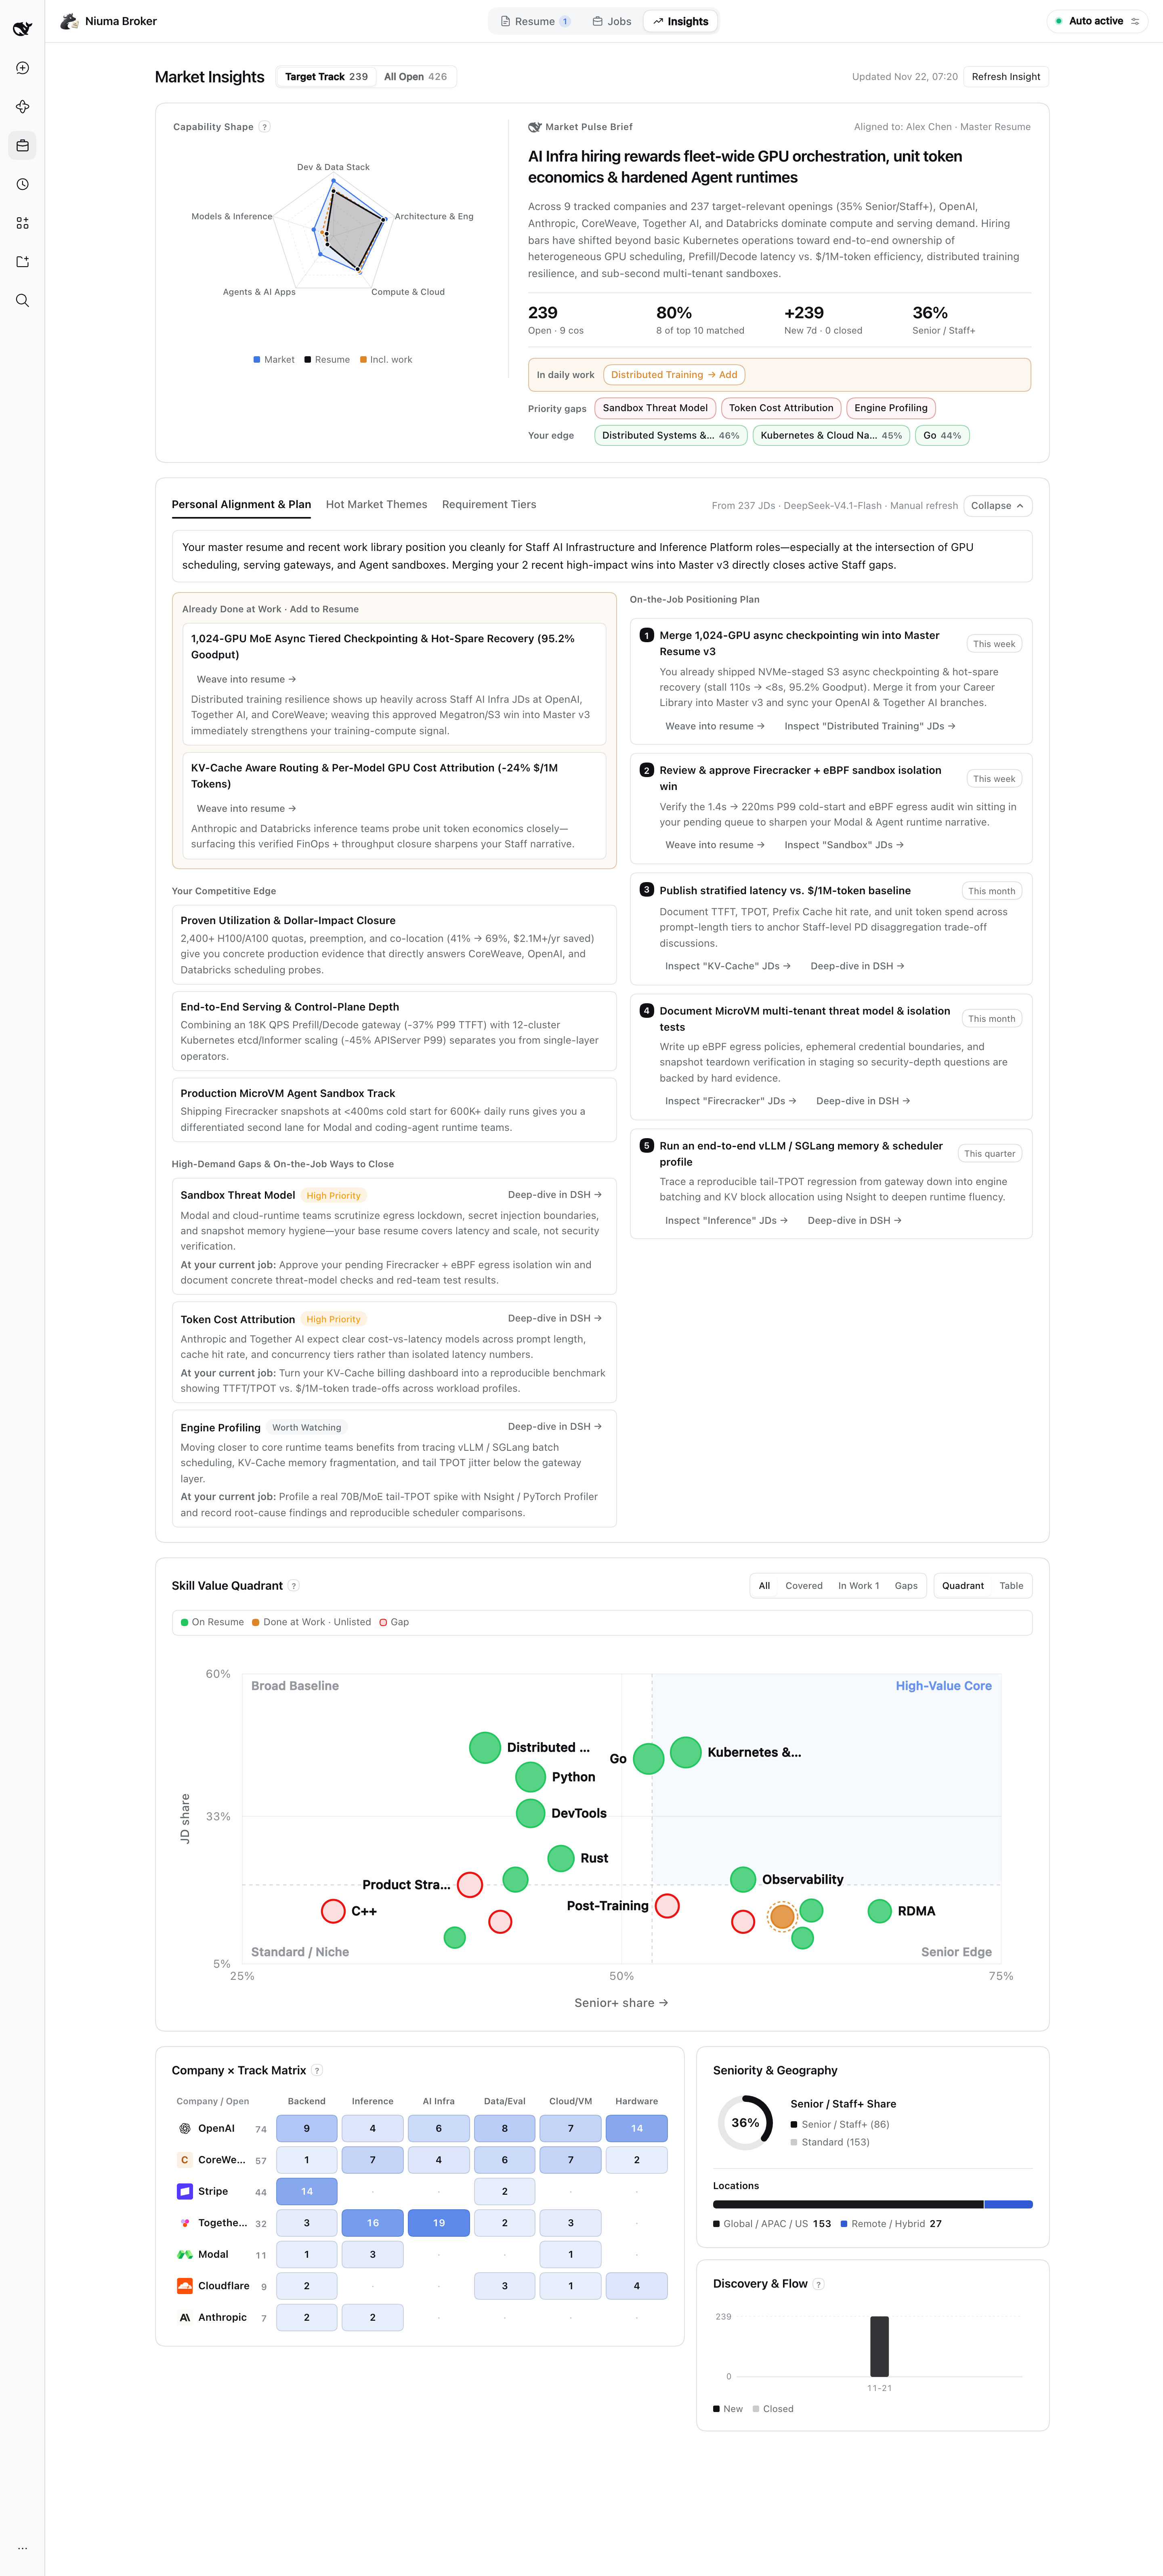 Niuma Broker
Resume 1
Jobs
Insights
Auto active
Market Insights
Target Track 239
All Open 426
Updated Nov 22, 07:20
Refresh Insight
Capability Shape ?
Dev & Data Stack
Models & Inference
Architecture & Eng
Agents & AI Apps
Compute & Cloud
Market
Resume
Incl. work
Market Pulse Brief
Aligned to: Alex Chen · Master Resume
AI Infra hiring rewards fleet-wide GPU orchestration, unit token
economics & hardened Agent runtimes
Across 9 tracked companies and 237 target-relevant openings (35% Senior/Staff+), OpenAI,
Anthropic, CoreWeave, Together AI, and Databricks dominate compute and serving demand. Hiring
bars have shifted beyond basic Kubernetes operations toward end-to-end ownership of
heterogeneous GPU scheduling, Prefill/Decode latency vs. $/1M-token efficiency, distributed training
resilience, and sub-second multi-tenant sandboxes.
239
Open · 9 cos
80%
8 of top 10 matched
+239
New 7d · 0 closed
36%
Senior / Staff+
In daily work
Distributed Training → Add
Priority gaps
Sandbox Threat Model
Token Cost Attribution
Engine Profiling
Your edge
Distributed Systems &... 46%
Kubernetes & Cloud Na... 45%
Go 44%
Personal Alignment & Plan
Hot Market Themes
Requirement Tiers
From 237 JDs · DeepSeek-V4.1-Flash · Manual refresh
Collapse
Your master resume and recent work library position you cleanly for Staff AI Infrastructure and Inference Platform roles—especially at the intersection of GPU
scheduling, serving gateways, and Agent sandboxes. Merging your 2 recent high-impact wins into Master v3 directly closes active Staff gaps.
Already Done at Work · Add to Resume
1,024-GPU MoE Async Tiered Checkpointing & Hot-Spare Recovery (95.2%
Goodput)
Weave into resume →
Distributed training resilience shows up heavily across Staff AI Infra JDs at OpenAI,
Together AI, and CoreWeave; weaving this approved Megatron/S3 win into Master v3
immediately strengthens your training-compute signal.
KV-Cache Aware Routing & Per-Model GPU Cost Attribution (-24% $/1M
Tokens)
Weave into resume →
Anthropic and Databricks inference teams probe unit token economics closely—
surfacing this verified FinOps + throughput closure sharpens your Staff narrative.
Your Competitive Edge
Proven Utilization & Dollar-Impact Closure
2,400+ H100/A100 quotas, preemption, and co-location (41% → 69%, $2.1M+/yr saved)
give you concrete production evidence that directly answers CoreWeave, OpenAI, and
Databricks scheduling probes.
End-to-End Serving & Control-Plane Depth
Combining an 18K QPS Prefill/Decode gateway (-37% P99 TTFT) with 12-cluster
Kubernetes etcd/Informer scaling (-45% APIServer P99) separates you from single-layer
operators.
Production MicroVM Agent Sandbox Track
Shipping Firecracker snapshots at <400ms cold start for 600K+ daily runs gives you a
differentiated second lane for Modal and coding-agent runtime teams.
High-Demand Gaps & On-the-Job Ways to Close
Sandbox Threat Model
High Priority
Deep-dive in DSH →
Modal and cloud-runtime teams scrutinize egress lockdown, secret injection boundaries,
and snapshot memory hygiene—your base resume covers latency and scale, not security
verification.
At your current job: Approve your pending Firecracker + eBPF egress isolation win and
document concrete threat-model checks and red-team test results.
Token Cost Attribution
High Priority
Deep-dive in DSH →
Anthropic and Together AI expect clear cost-vs-latency models across prompt length,
cache hit rate, and concurrency tiers rather than isolated latency numbers.
At your current job: Turn your KV-Cache billing dashboard into a reproducible benchmark
showing TTFT/TPOT vs. $/1M-token trade-offs across workload profiles.
Engine Profiling
Worth Watching
Deep-dive in DSH →
Moving closer to core runtime teams benefits from tracing vLLM / SGLang batch
scheduling, KV-Cache memory fragmentation, and tail TPOT jitter below the gateway
layer.
At your current job: Profile a real 70B/MoE tail-TPOT spike with Nsight / PyTorch Profiler
and record root-cause findings and reproducible scheduler comparisons.
On-the-Job Positioning Plan
1
Merge 1,024-GPU async checkpointing win into Master
Resume v3
This week
You already shipped NVMe-staged S3 async checkpointing & hot-spare
recovery (stall 110s → <8s, 95.2% Goodput). Merge it from your Career
Library into Master v3 and sync your OpenAI & Together AI branches.
Weave into resume →
Inspect "Distributed Training" JDs →
2
Review & approve Firecracker + eBPF sandbox isolation
win
This week
Verify the 1.4s → 220ms P99 cold-start and eBPF egress audit win sitting in
your pending queue to sharpen your Modal & Agent runtime narrative.
Weave into resume →
Inspect "Sandbox" JDs →
3
Publish stratified latency vs. $/1M-token baseline
This month
Document TTFT, TPOT, Prefix Cache hit rate, and unit token spend across
prompt-length tiers to anchor Staff-level PD disaggregation trade-off
discussions.
Inspect "KV-Cache" JDs →
Deep-dive in DSH →
4
Document MicroVM multi-tenant threat model & isolation
tests
This month
Write up eBPF egress policies, ephemeral credential boundaries, and
snapshot teardown verification in staging so security-depth questions are
backed by hard evidence.
Inspect "Firecracker" JDs →
Deep-dive in DSH →
5
Run an end-to-end vLLM / SGLang memory & scheduler
profile
This quarter
Trace a reproducible tail-TPOT regression from gateway down into engine
batching and KV block allocation using Nsight to deepen runtime fluency.
Inspect "Inference" JDs →
Deep-dive in DSH →
Skill Value Quadrant ?
All
Covered
In Work 1
Gaps
Quadrant
Table
On Resume
Done at Work · Unlisted
Gap
60%
33%
5%
JD share
Broad Baseline
High-Value Core
Distributed ...
Go
Kubernetes &...
Python
DevTools
Rust
Product Stra...
Observability
Post-Training
C++
RDMA
Standard / Niche
Senior Edge
25%
50%
75%
Senior+ share →
Company × Track Matrix ?
Company / Open Backend Inference AI Infra Data/Eval Cloud/VM Hardware
OpenAI 74 9 4 6 8 7 14
CoreWe... 57 1 7 4 6 7 2
Stripe 44 14 · 2 · ·
Togethe... 32 3 16 19 2 3 ·
Modal 11 1 3 · · 1 ·
Cloudflare 9 2 · · 3 1 4
Anthropic 7 2 2 · · · ·
Seniority & Geography
36%
Senior / Staff+ Share
Senior / Staff+ (86)
Standard (153)
Locations
Global / APAC / US 153
Remote / Hybrid 27
Discovery & Flow ?
239
0
11-21
New
Closed